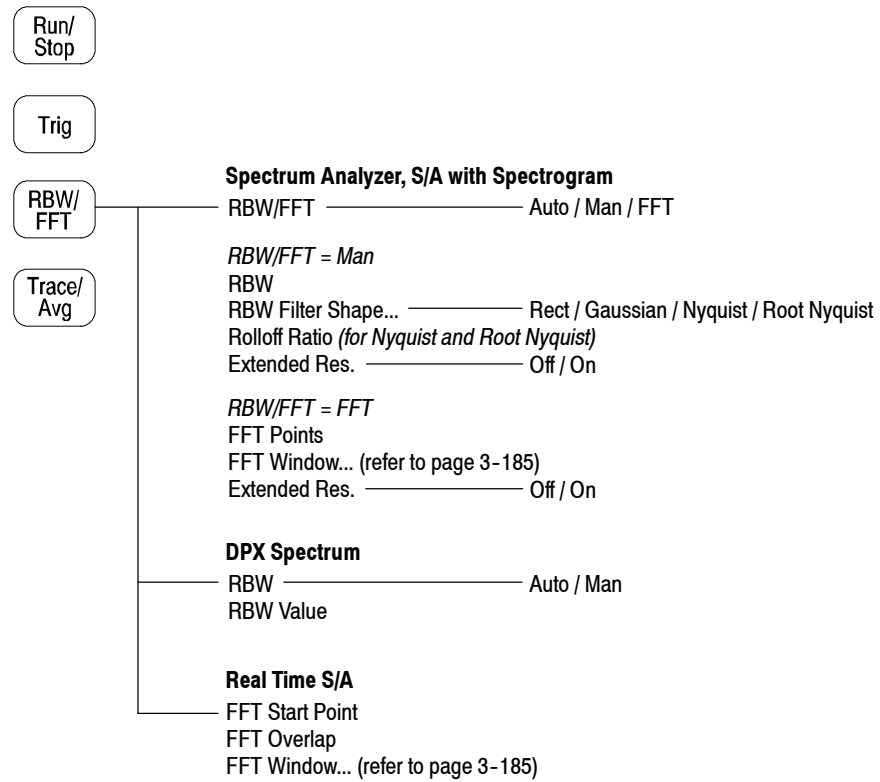 Run/
Stop
Trig
RBW/
FFT
Trace/
Avg
Spectrum Analyzer, S/A with Spectrogram
RBW/FFT Auto / Man / FFT
RBW/FFT = Man
RBW
RBW Filter Shape... Rect / Gaussian / Nyquist / Root Nyquist
Rolloff Ratio (for Nyquist and Root Nyquist)
Extended Res. Off / On
RBW/FFT = FFT
FFT Points
FFT Window... (refer to page 3-185)
Extended Res. Off / On
DPX Spectrum
RBW Auto / Man
RBW Value
Real Time S/A
FFT Start Point
FFT Overlap
FFT Window... (refer to page 3-185)